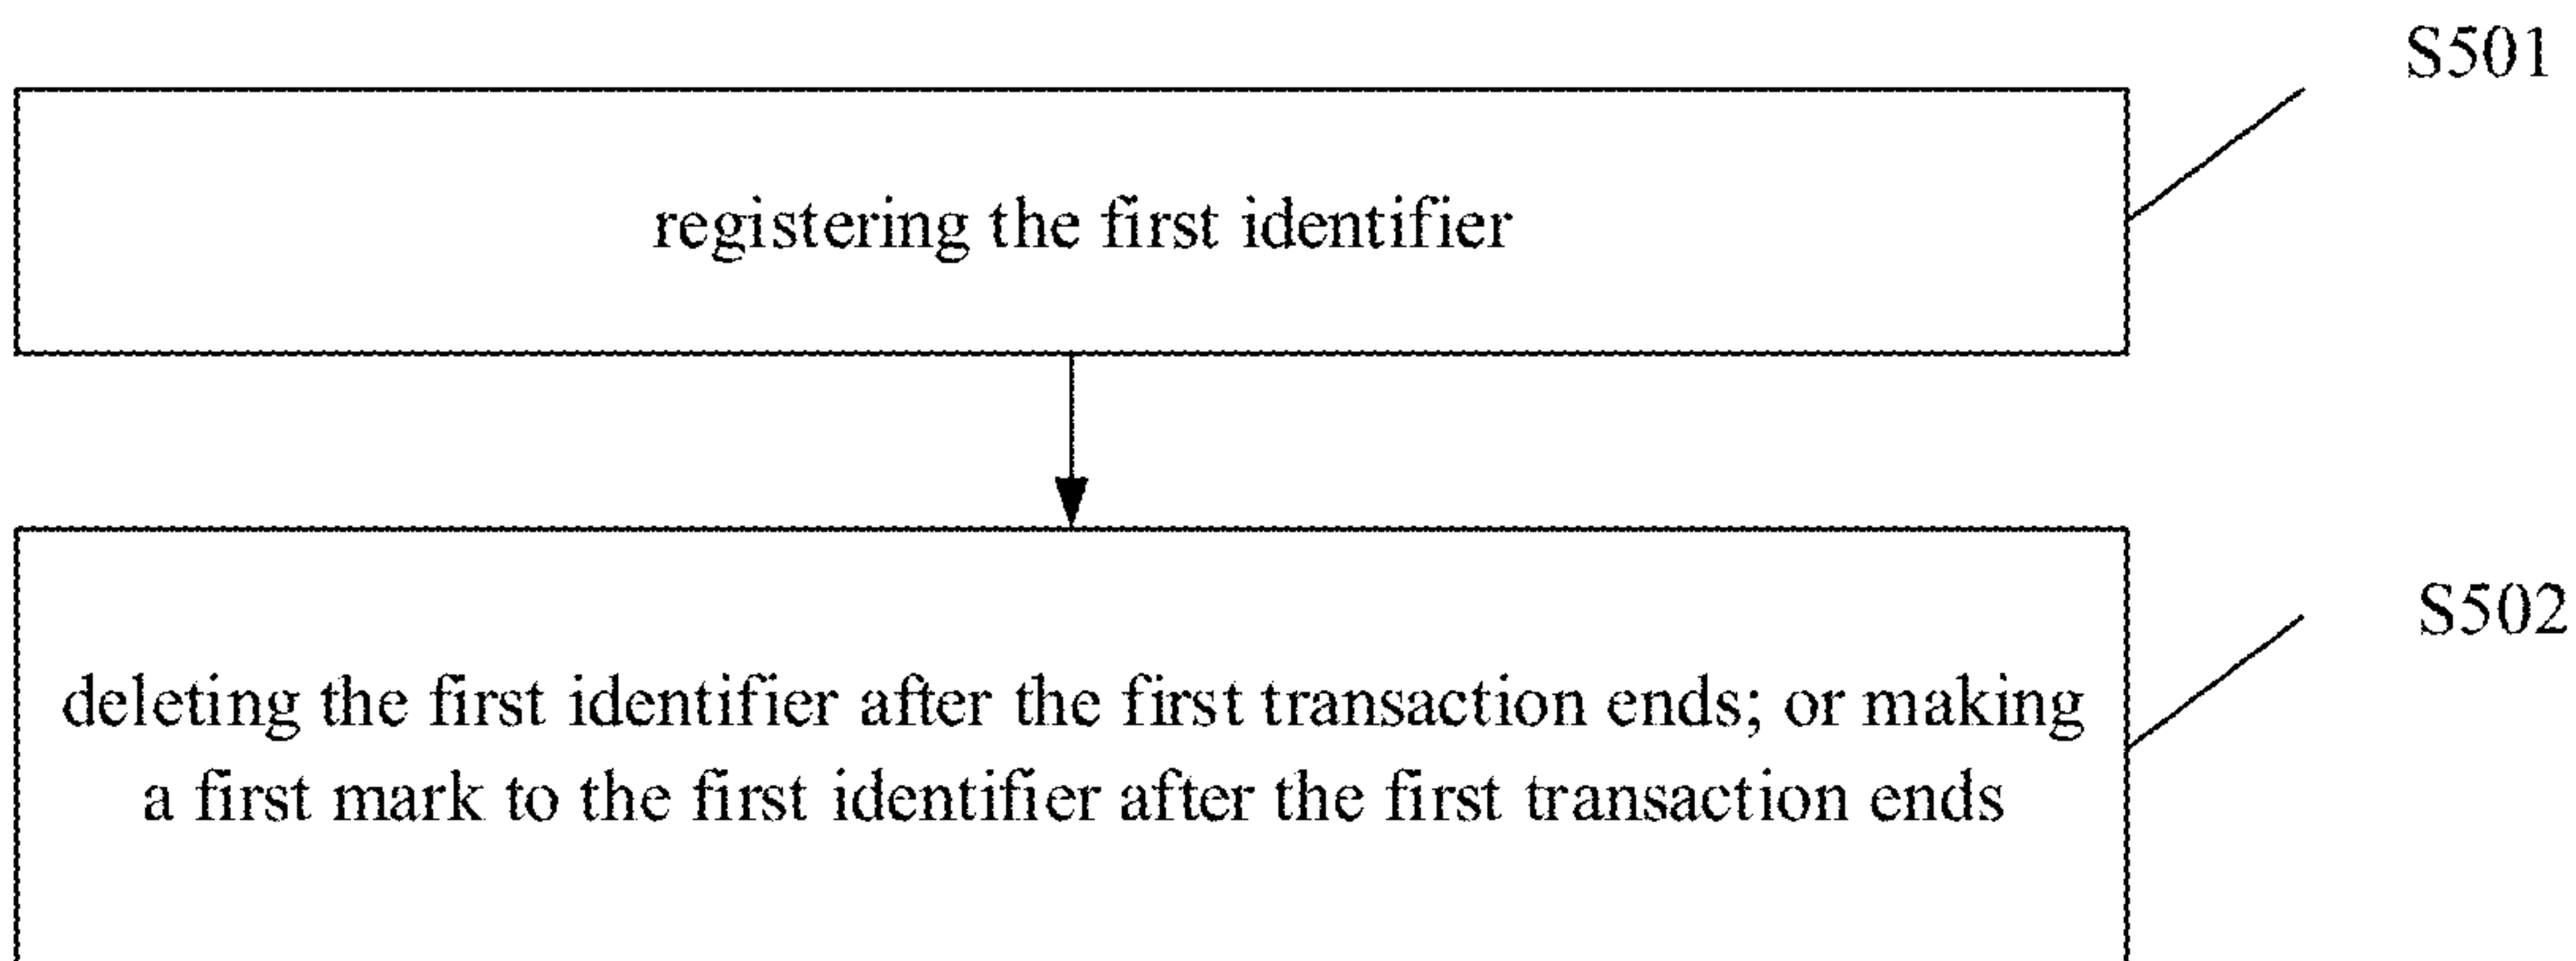 S501
registering the first identifier
S502
deleting the first identifier after the first transaction ends; or making
a first mark to the first identifier after the first transaction ends